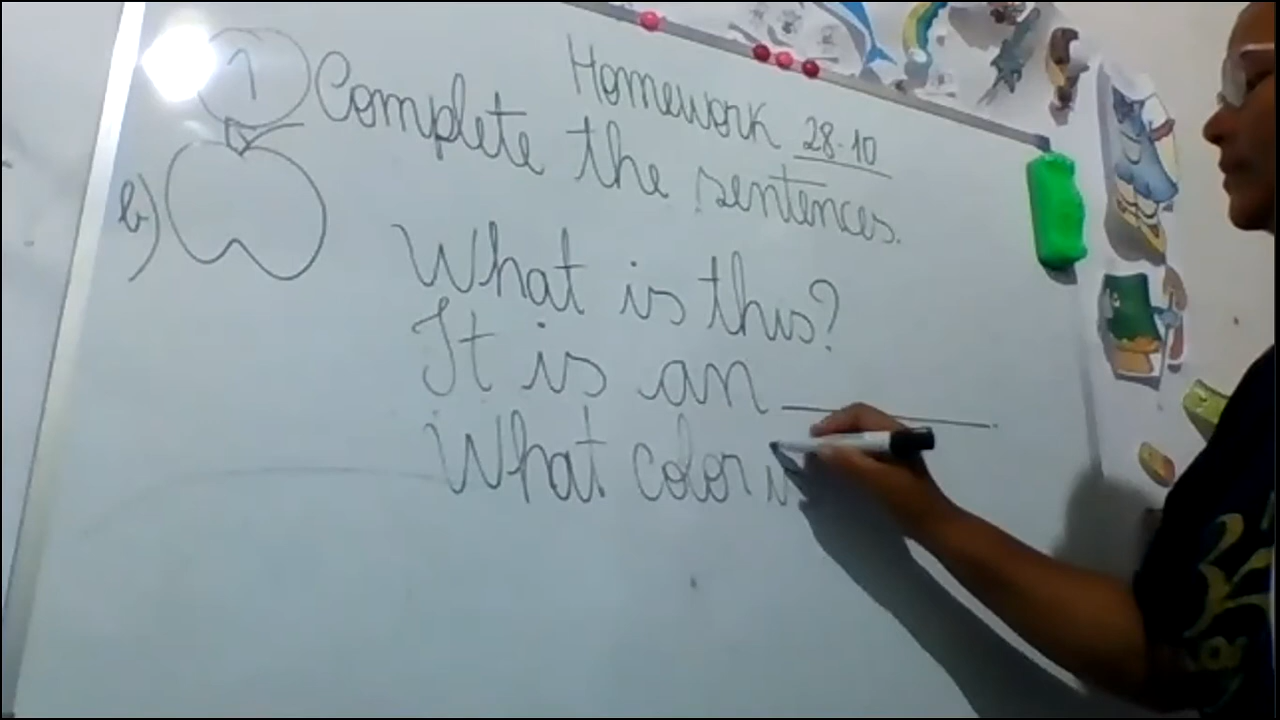 Homework 28-10
1 Complete the sentences.
b)
What is this?
It is an
What color